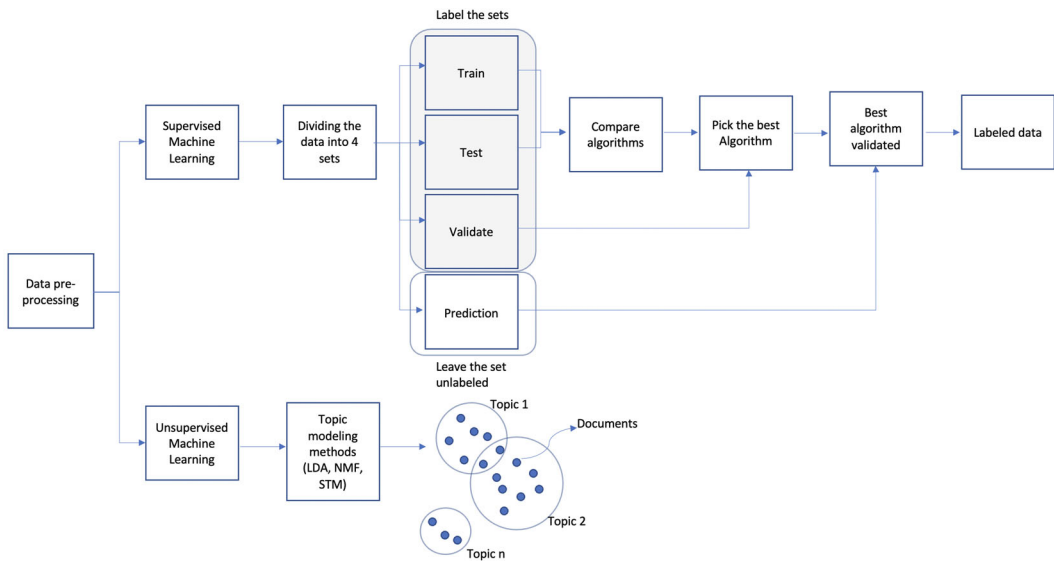 Label the sets
Train
Supervised
Machine
Learning
Dividing the
data into 4
sets
Test
Compare
algorithms
Pick the best
Algorithm
Best
algorithm
validated
Labeled data
Validate
Data pre-
processing
Prediction
Leave the set
unlabeled
Unsupervised
Machine
Learning
Topic
modeling
methods
(LDA, NMF,
STM)
Topic 1
Documents
Topic 2
Topic n